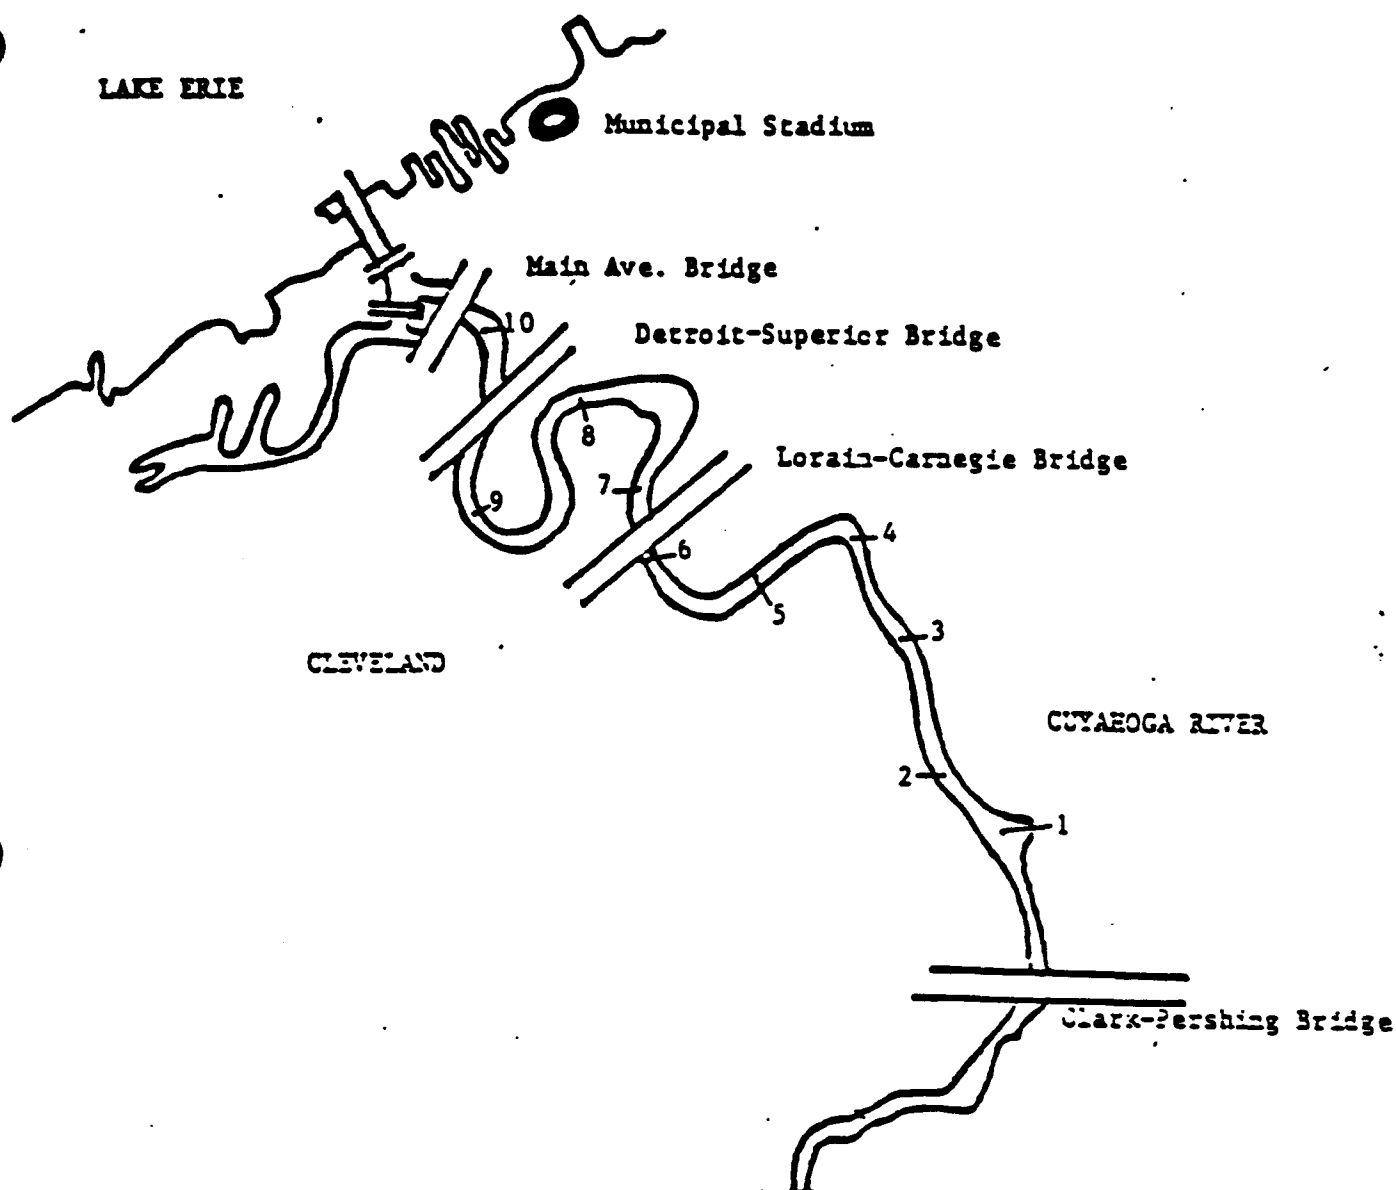 LAKE ERIE
Municipal Stadium
Main Ave. Bridge
10
Detroit-Superior Bridge
8
Lorain-Carnegie Bridge
7
9
4
6
5
3
CLEVELAND
CUYAHOGA RIVER
2
1
Clark-Pershing Bridge